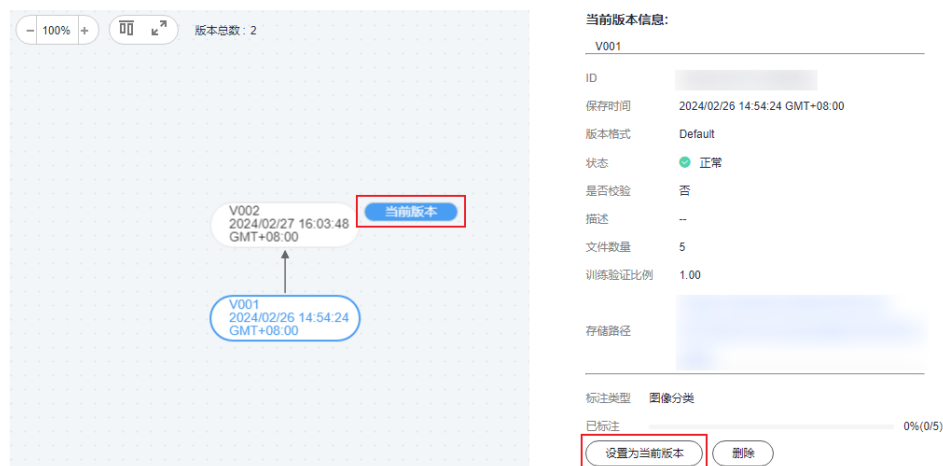 − 100% +
版本总数：2
V002
2024/02/27 16:03:48
GMT+08:00
当前版本
V001
2024/02/26 14:54:24
GMT+08:00
当前版本信息:
V001
ID
保存时间 2024/02/26 14:54:24 GMT+08:00
版本格式 Default
状态 正常
是否校验 否
描述 --
文件数量 5
训练验证比例 1.00
存储路径
标注类型 图像分类
已标注 0%(0/5)
设置为当前版本 删除